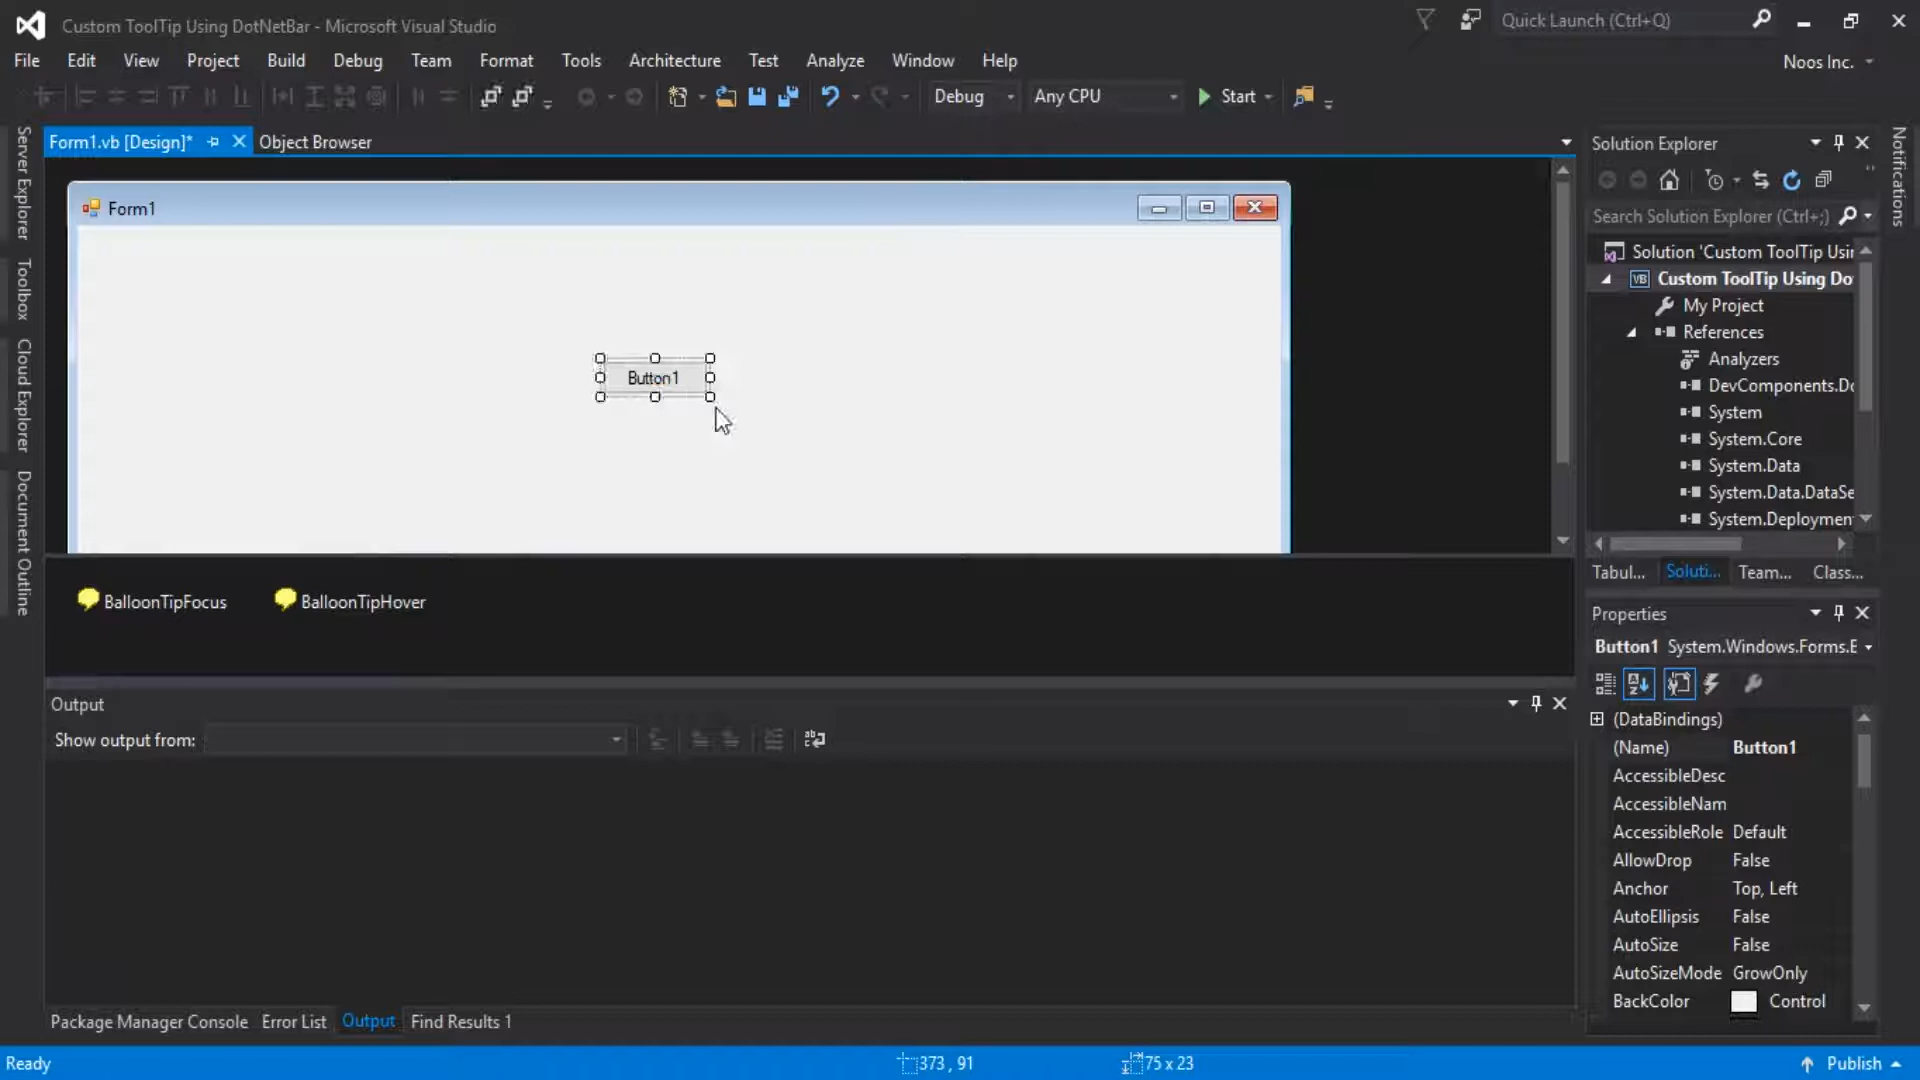 Custom ToolTip Using DotNetBar - Microsoft Visual Studio
Quick Launch (Ctrl+Q)
File Edit View Project Build Debug Team Format Tools Architecture Test Analyze Window Help
Noos Inc.
Debug Any CPU Start
Server Explorer
Toolbox
Cloud Explorer
Document Outline
Form1.vb [Design]*
Object Browser
Form1
Button1
BalloonTipFocus
BalloonTipHover
Output
Show output from:
Package Manager Console Error List Output Find Results 1
Solution Explorer
Search Solution Explorer (Ctrl+;)
Solution 'Custom ToolTip Usin
VB Custom ToolTip Using Do
My Project
References
Analyzers
DevComponents.Do
System
System.Core
System.Data
System.Data.DataSe
System.Deploymen
Tabul... Soluti... Team... Class...
Notifications
Properties
Button1 System.Windows.Forms.B
(DataBindings)
(Name) Button1
AccessibleDesc
AccessibleNam
AccessibleRole Default
AllowDrop False
Anchor Top, Left
AutoEllipsis False
AutoSize False
AutoSizeMode GrowOnly
BackColor Control
Ready
373 , 91
75 x 23
Publish